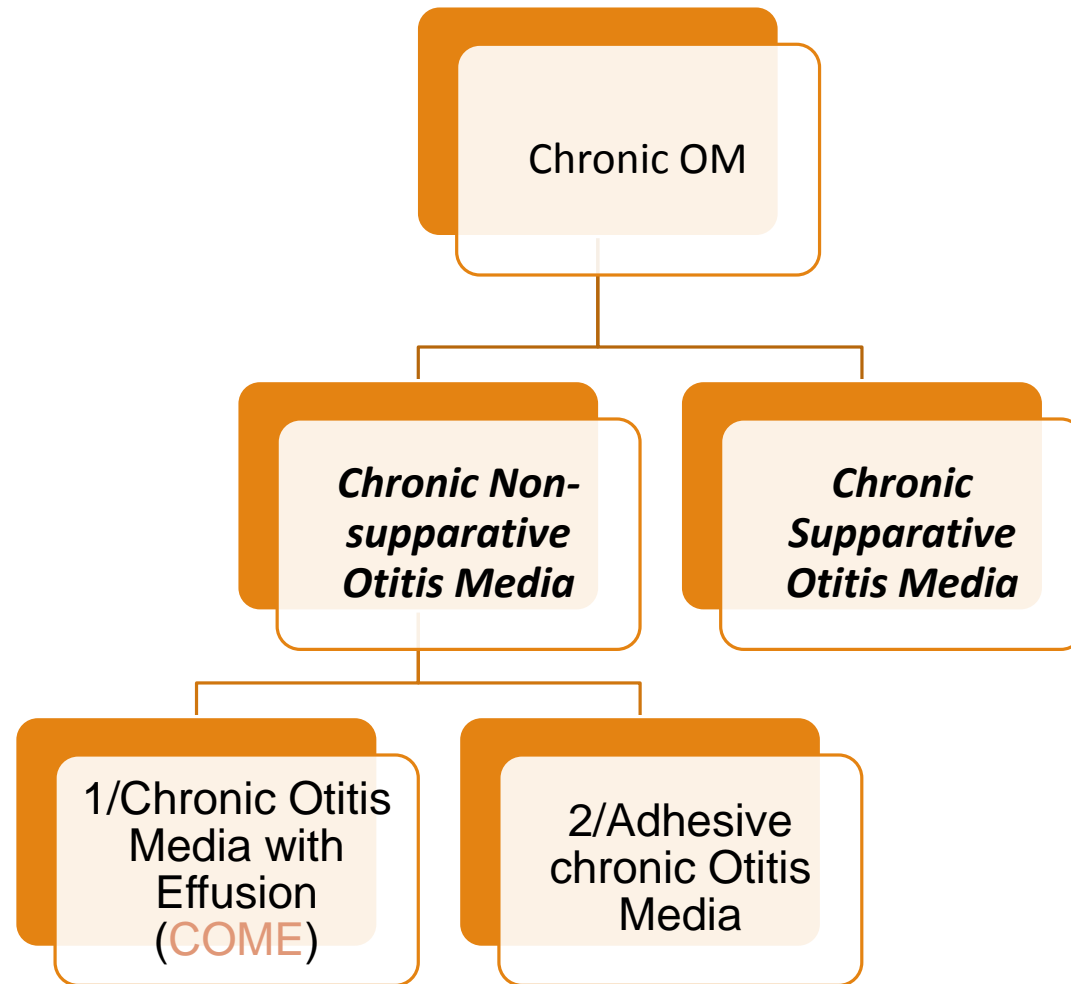 Chronic OM
Chronic Non-
supparative
Otitis Media
Chronic
Supparative
Otitis Media
1/Chronic Otitis
Media with
Effusion
(COME)
2/Adhesive
chronic Otitis
Media